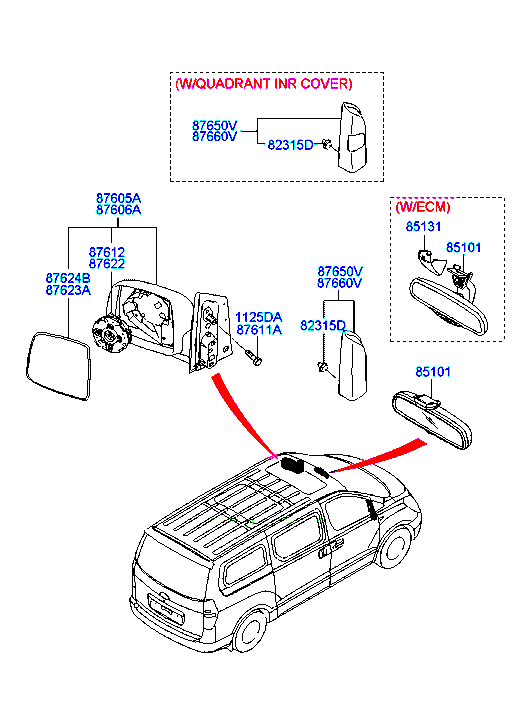 (W/QUADRANT INR COVER)
87650V
87660V
82315D
87605A
87606A
(W/ECM)
85131
85101
87612
87622
87624B
87623A
87650V
87660V
1125DA
87611A
82315D
85101